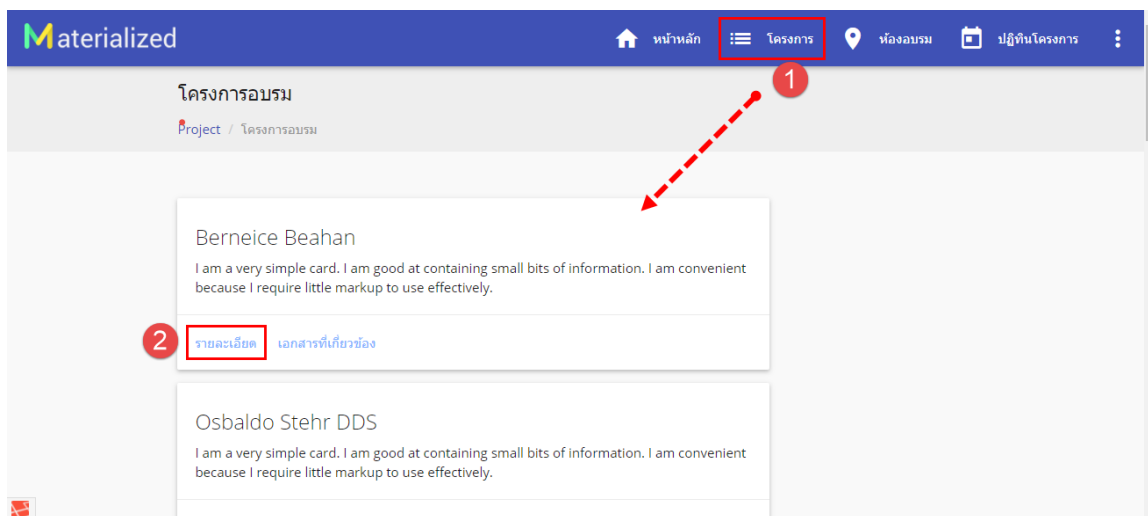 Materialized
หน้าหลัก
โครงการ
ห้องอบรม
ปฏิทินโครงการ
1
โครงการอบรม
Project / โครงการอบรม
Berneice Beahan
I am a very simple card. I am good at containing small bits of information. I am convenient
because I require little markup to use effectively.
2
รายละเอียด
เอกสารที่เกี่ยวข้อง
Osbaldo Stehr DDS
I am a very simple card. I am good at containing small bits of information. I am convenient
because I require little markup to use effectively.